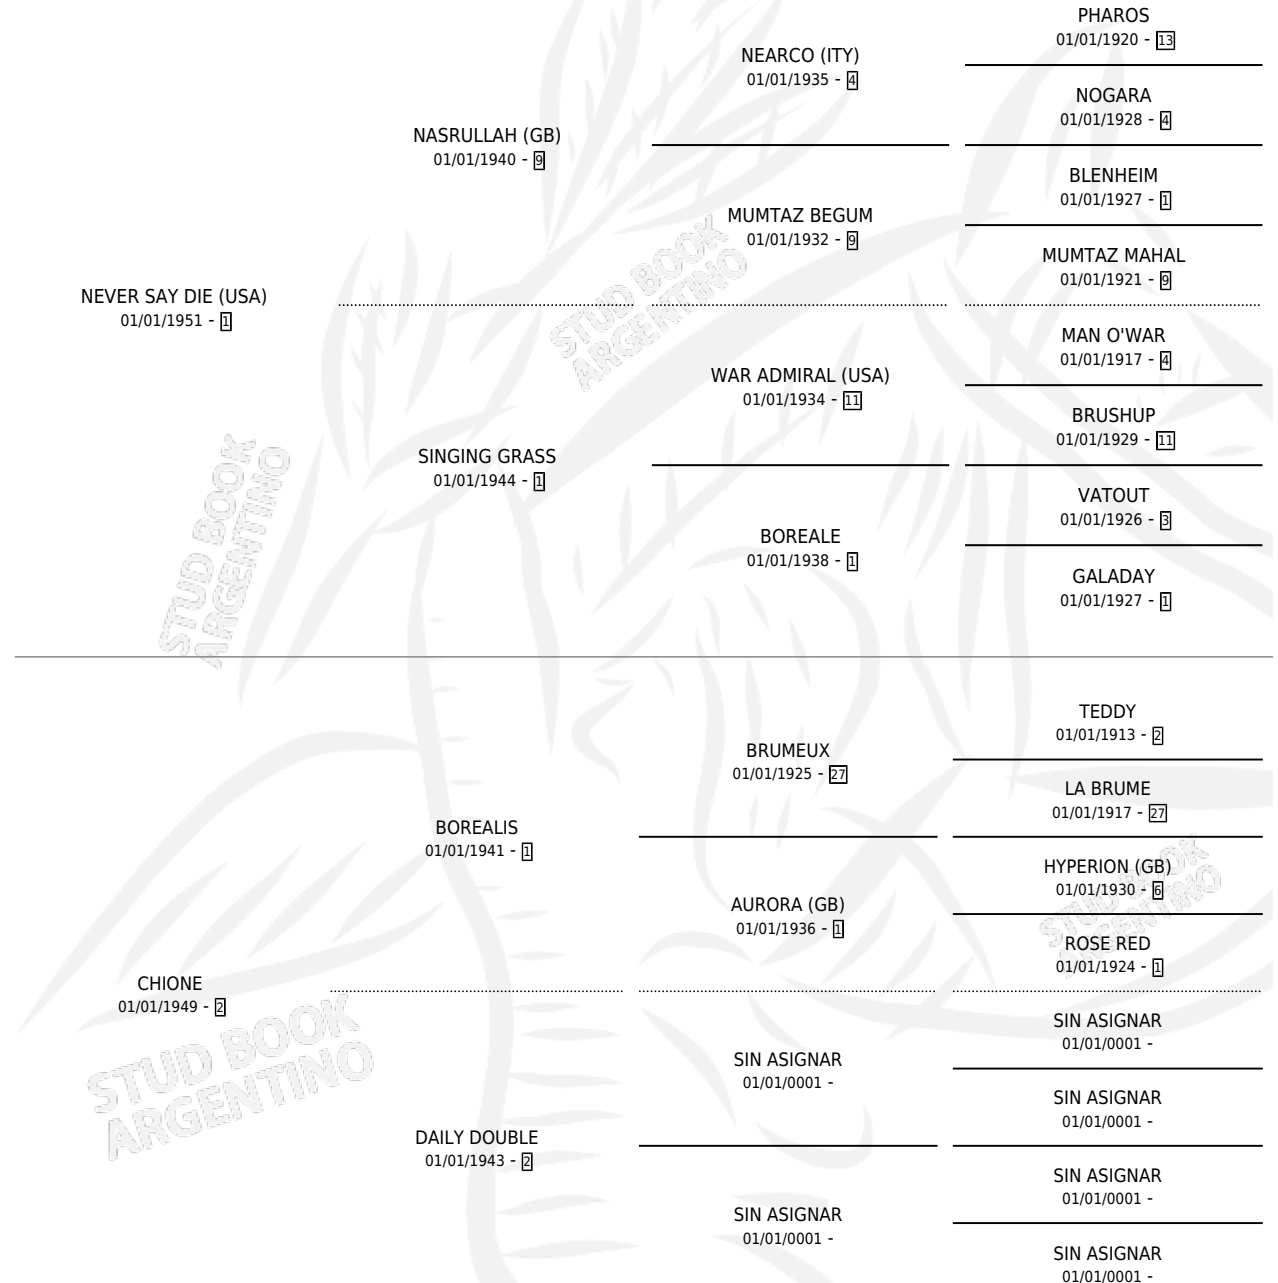 PHAROS
01/01/1920 - 13
NEARCO (ITY)
01/01/1935 - 4
NOGARA
01/01/1928 - 4
NASRULLAH (GB)
01/01/1940 - 9
BLENHEIM
01/01/1927 - 1
MUMTAZ BEGUM
01/01/1932 - 9
MUMTAZ MAHAL
01/01/1921 - 9
NEVER SAY DIE (USA)
01/01/1951 - 1
STUD BOOK
ARGENTINO
MAN O'WAR
01/01/1917 - 4
WAR ADMIRAL (USA)
01/01/1934 - 11
BRUSHUP
01/01/1929 - 11
SINGING GRASS
01/01/1944 - 1
VATOUT
01/01/1926 - 3
BOREALE
01/01/1938 - 1
GALADAY
01/01/1927 - 1
STUD BOOK
ARGENTINO
TEDDY
01/01/1913 - 2
BRUMEUX
01/01/1925 - 27
LA BRUME
01/01/1917 - 27
BOREALIS
01/01/1941 - 1
HYPERION (GB)
01/01/1930 - 6
AURORA (GB)
01/01/1936 - 1
ROSE RED
01/01/1924 - 1
STUD BOOK
ARGENTINO
CHIONE
01/01/1949 - 2
SIN ASIGNAR
01/01/0001 -
SIN ASIGNAR
01/01/0001 -
SIN ASIGNAR
01/01/0001 -
STUD BOOK
ARGENTINO
DAILY DOUBLE
01/01/1943 - 2
SIN ASIGNAR
01/01/0001 -
SIN ASIGNAR
01/01/0001 -
SIN ASIGNAR
01/01/0001 -